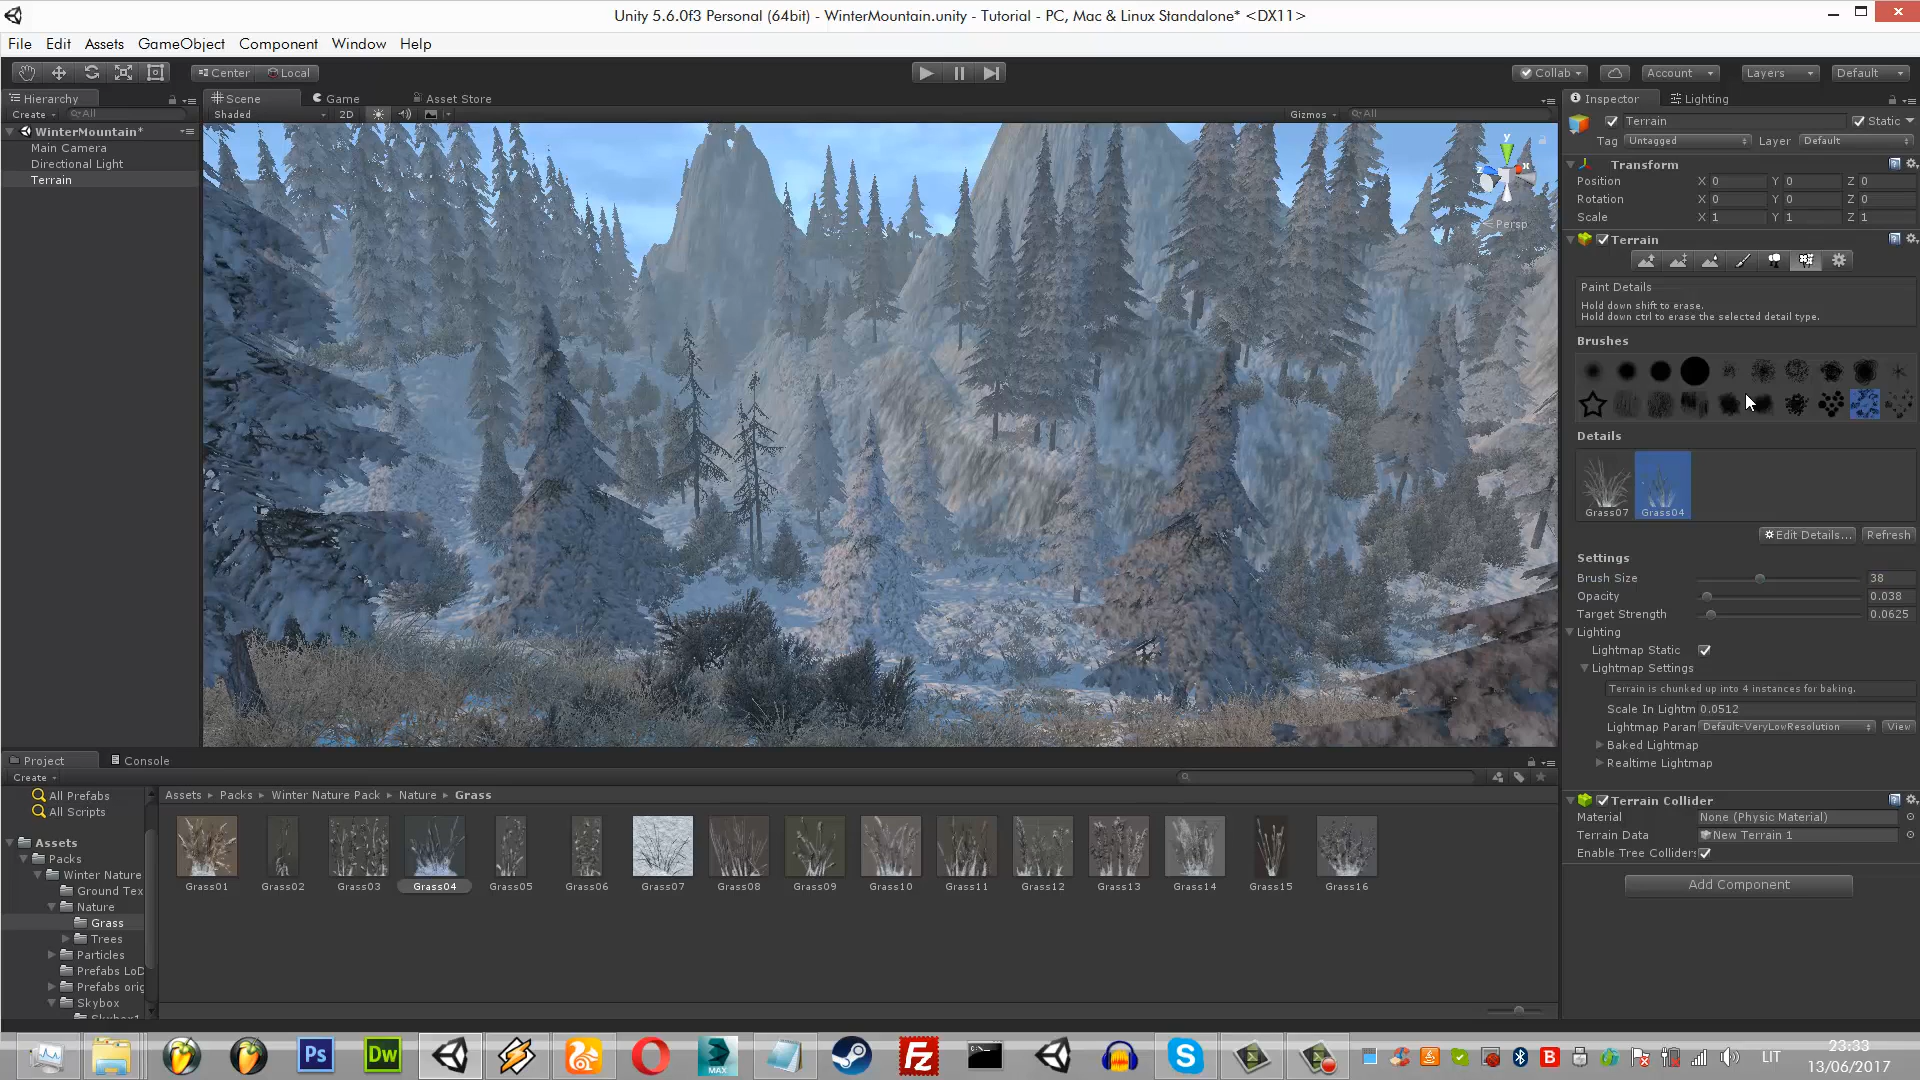 Unity 5.6.0f3 Personal (64bit) - WinterMountain.unity - Tutorial - PC, Mac & Linux Standalone* <DX11>
File Edit Assets GameObject Component Window Help
Center Local
Collab Account Layers Default
Hierarchy
Create All
WinterMountain*
Main Camera
Directional Light
Terrain
Scene Game Asset Store
Shaded 2D Gizmos All
y
x
z
Persp
Inspector Lighting
Terrain Static
Tag Untagged Layer Default
Transform
Position X 0 Y 0 Z 0
Rotation X 0 Y 0 Z 0
Scale X 1 Y 1 Z 1
Terrain
Paint Details
Hold down shift to erase.
Hold down ctrl to erase the selected detail type.
Brushes
Details
Grass07 Grass04
Edit Details... Refresh
Settings
Brush Size 38
Opacity 0.038
Target Strength 0.0625
Lighting
Lightmap Static
Lightmap Settings
Terrain is chunked up into 4 instances for baking.
Scale In Lightm 0.0512
Lightmap Paran Default-VeryLowResolution View
Baked Lightmap
Realtime Lightmap
Terrain Collider
Material None (Physic Material)
Terrain Data New Terrain 1
Enable Tree Colliders
Add Component
Project Console
Create
All Prefabs
All Scripts
Assets
Packs
Winter Nature
Ground Tex
Nature
Grass
Trees
Particles
Prefabs LoD
Prefabs orig
Skybox
Skybox1
Assets Packs Winter Nature Pack Nature Grass
Grass01 Grass02 Grass03 Grass04 Grass05 Grass06 Grass07 Grass08 Grass09 Grass10 Grass11 Grass12 Grass13 Grass14 Grass15 Grass16
Ps Dw MAX Fz S B LIT
23:33
13/06/2017